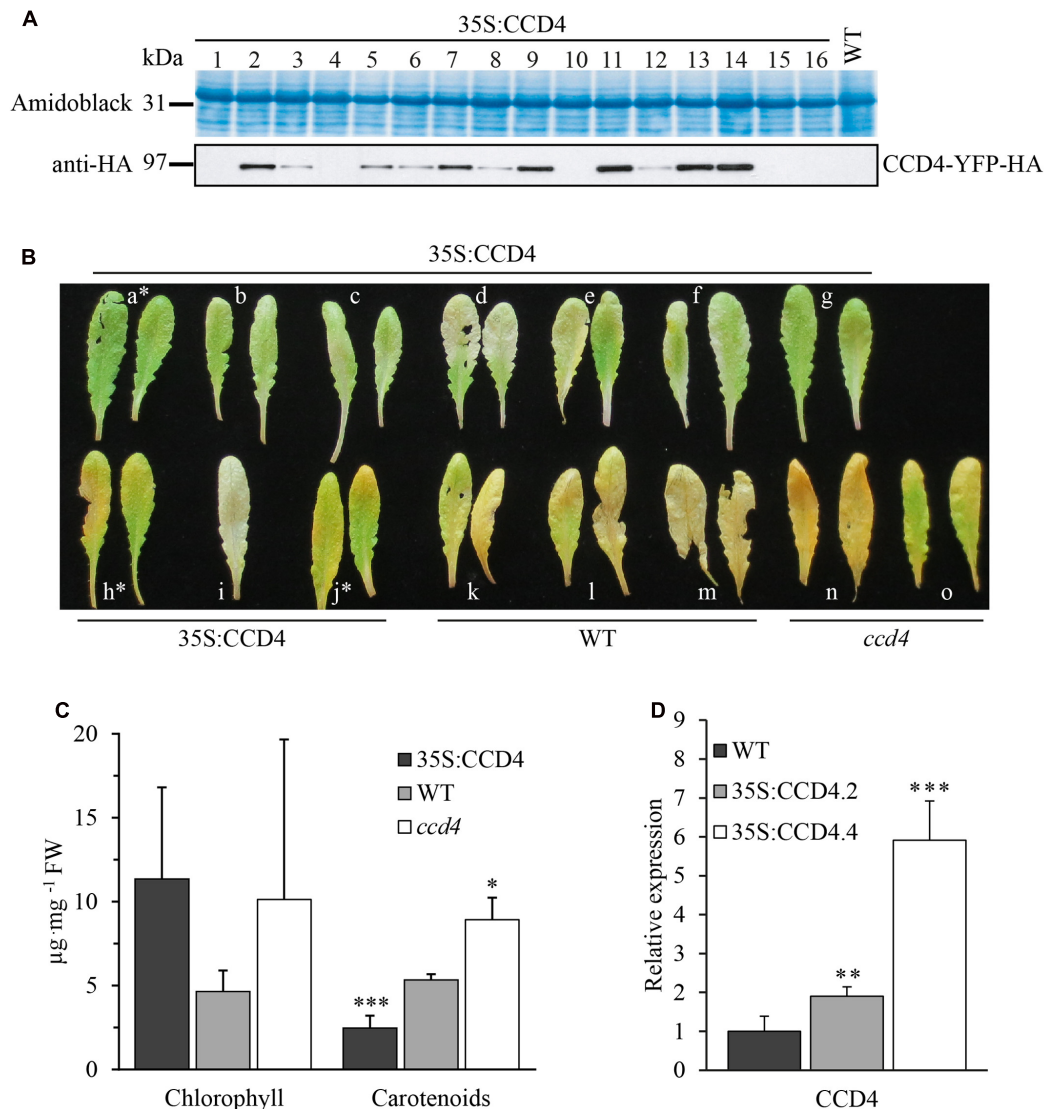 A
35S:CCD4
WT
kDa 1 2 3 4 5 6 7 8 9 10 11 12 13 14 15 16
Amidoblack 31
anti-HA 97 CCD4-YFP-HA
B
35S:CCD4
a* b c d e f g
h* i j* k l m n o
35S:CCD4 WT ccd4
C
20
15
10
5
0
µg·mg⁻¹ FW
35S:CCD4
WT
ccd4
***
*
Chlorophyll Carotenoids
D
9
8
7
6
5
4
3
2
1
0
Relative expression
WT
35S:CCD4.2
35S:CCD4.4
**
***
CCD4